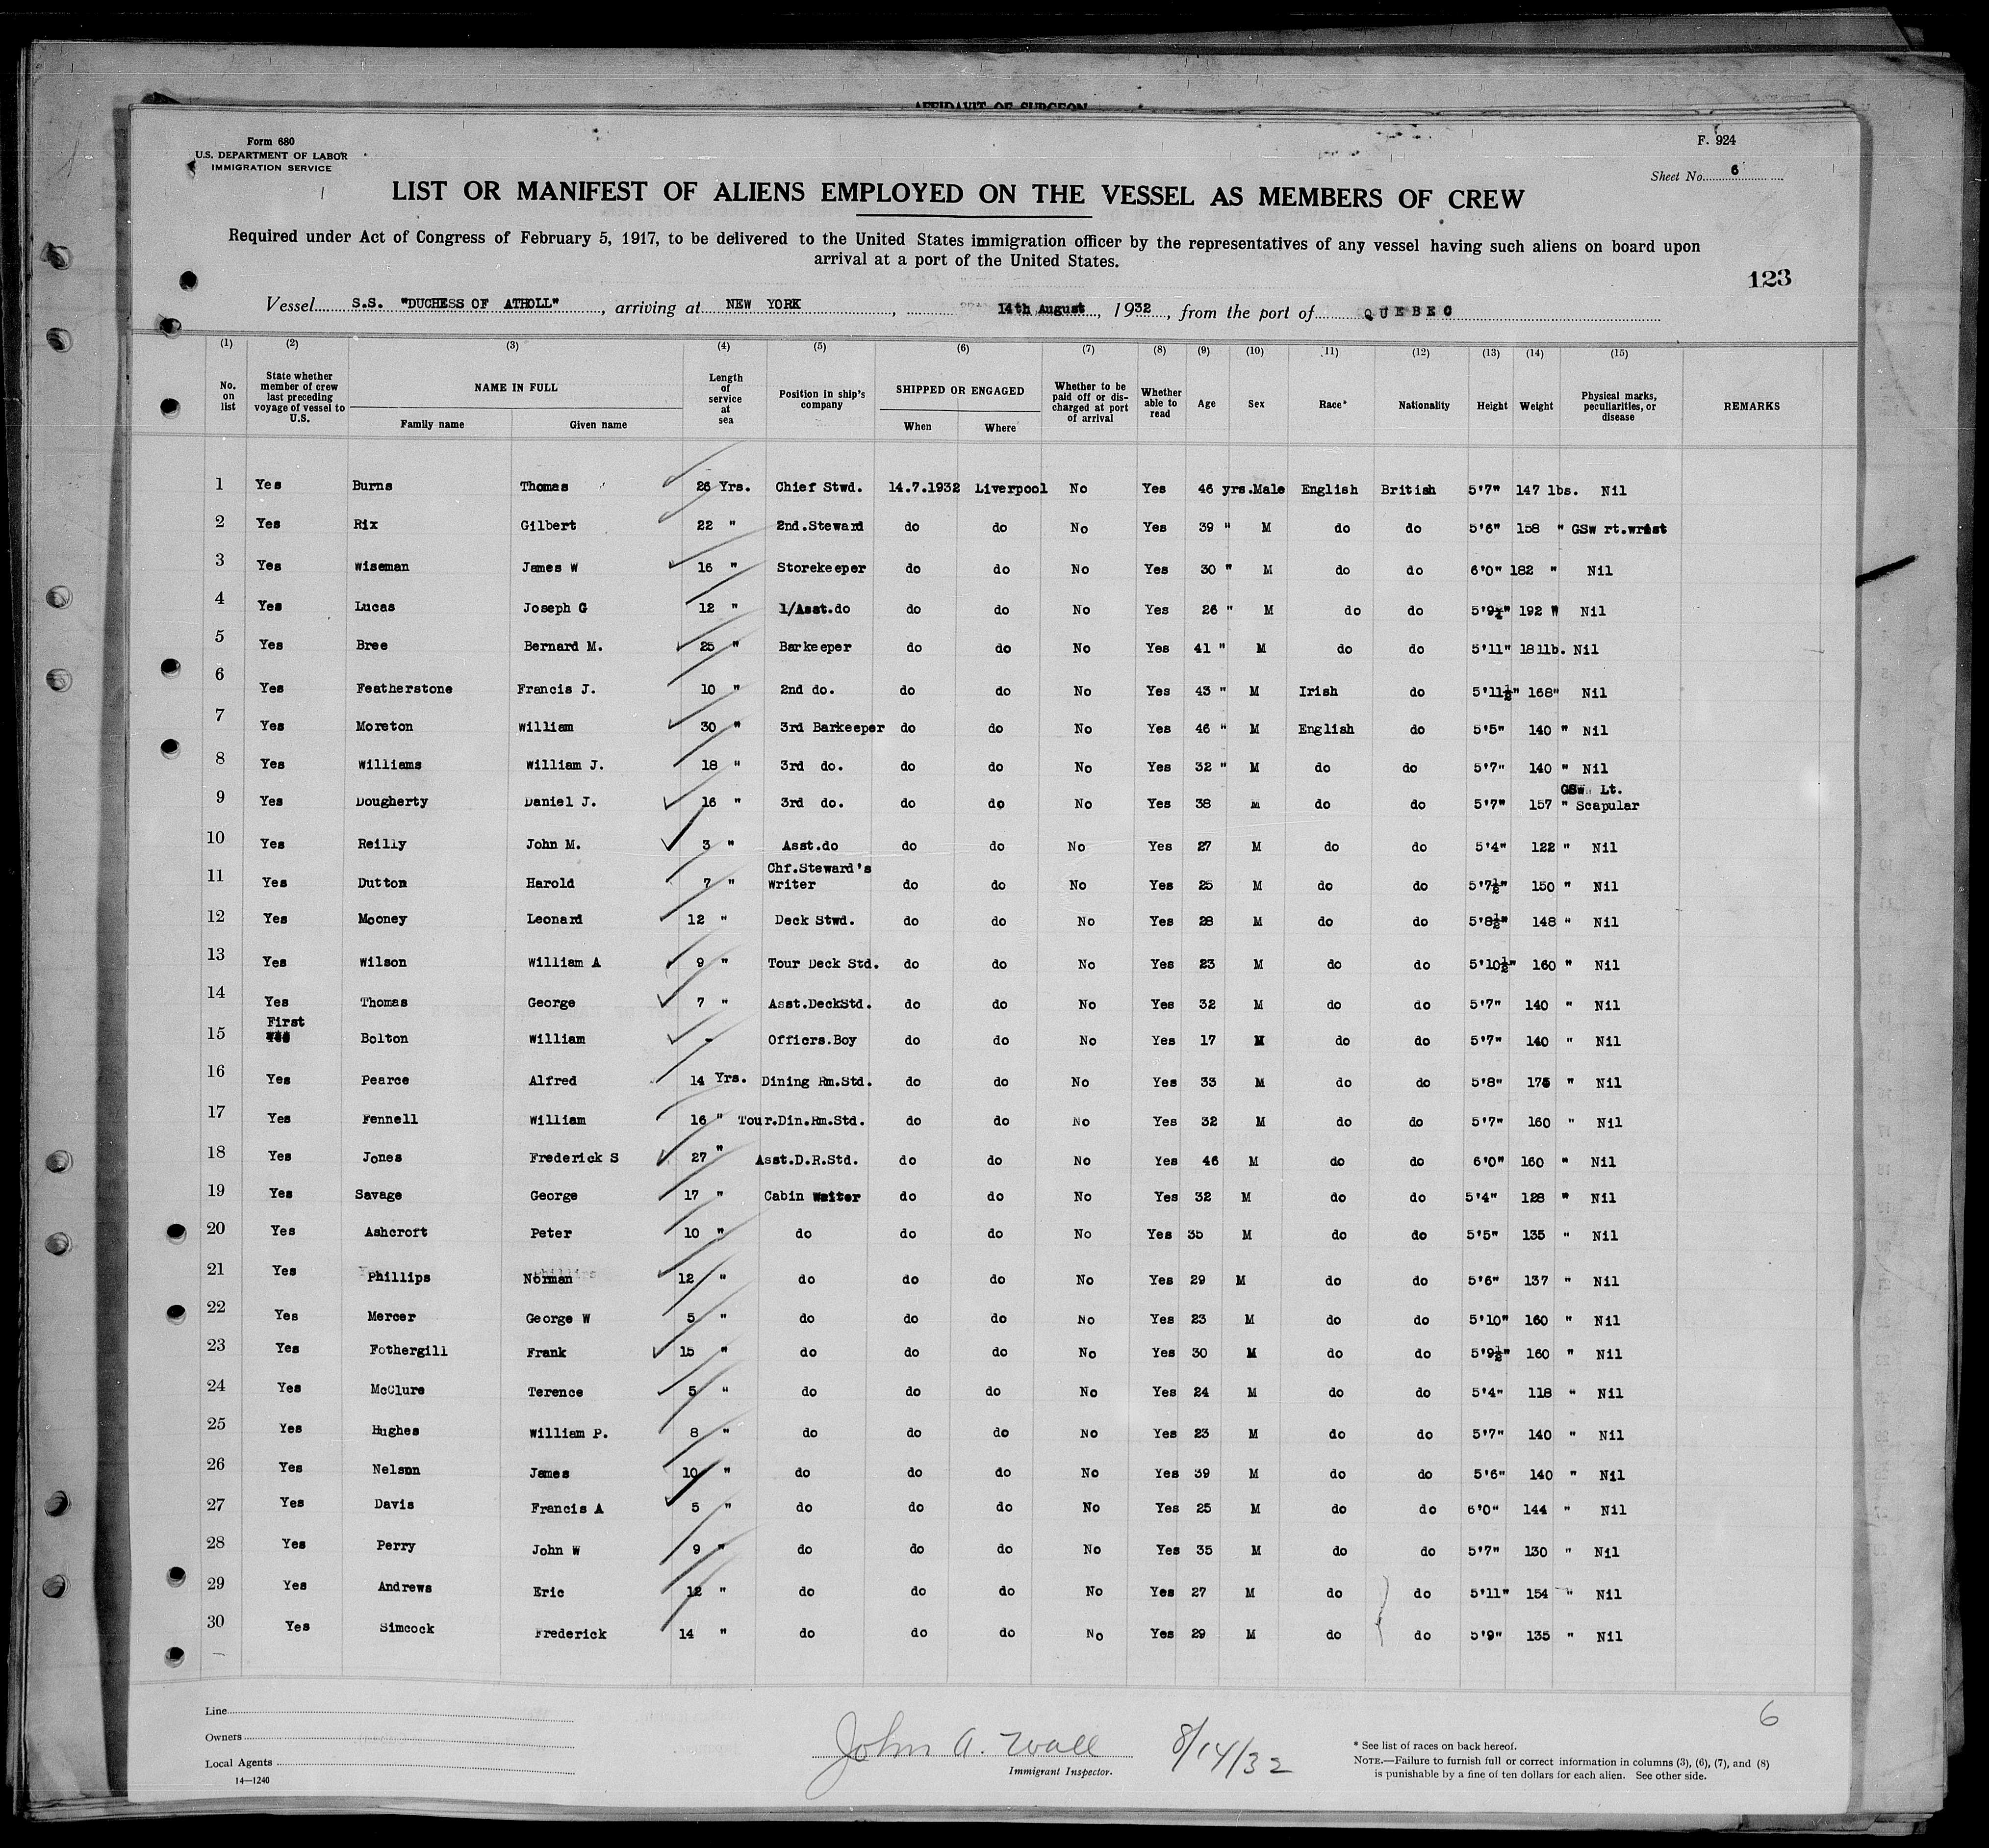 AFFIDAVIT OF SURGEON
Form 680
U.S. DEPARTMENT OF LABOR
IMMIGRATION SERVICE
F. 924
Sheet No. 6
LIST OR MANIFEST OF ALIENS EMPLOYED ON THE VESSEL AS MEMBERS OF CREW
Required under Act of Congress of February 5, 1917, to be delivered to the United States immigration officer by the representatives of any vessel having such aliens on board upon
arrival at a port of the United States.
123
Vessel S.S. "DUCHESS OF ATHOLL", arriving at NEW YORK, 14th August, 1932, from the port of QUEBEC
(1) (2) (3) (4) (5) (6) (7) (8) (9) (10) 11) (12) (13) (14) (15)
No. on list
State whether member of crew last preceding voyage of vessel to U.S.
NAME IN FULL
Family name
Given name
Length of service at sea
Position in ship's company
SHIPPED OR ENGAGED
When
Where
Whether to be paid off or discharged at port of arrival
Whether able to read
Age
Sex
Race*
Nationality
Height
Weight
Physical marks, peculiarities, or disease
REMARKS
1 Yes Burns Thomas 26 Yrs. Chief Stwd. 14.7.1932 Liverpool No Yes 46 yrs. Male English British 5'7" 147 lbs. Nil
2 Yes Rix Gilbert 22 " 2nd.Steward do do No Yes 39 " M do do 5'6" 158 " GSw rt.wrist
3 Yes Wiseman James W 16 " Storekeeper do do No Yes 30 " M do do 6'0" 182 " Nil
4 Yes Lucas Joseph G 12 " 1/Asst.do do do No Yes 26 " M do do 192 " Nil
5 Yes Bree Bernard M. 25 " Barkeeper do do No Yes 41 " M do do 5'11" 181lb. Nil
6 Yes Featherstone Francis J. 10 " 2nd do. do do No Yes 43 " M Irish do 5'11½" 168" Nil
7 Yes Moreton William 30 " 3rd Barkeeper do do No Yes 46 " M English do 5'5" 140 " Nil
8 Yes Williams William J. 18 " 3rd do. do do No Yes 32 " M do do 5'7" 140 " Nil
9 Yes Dougherty Daniel J. 16 " 3rd do. do do No Yes 38 M do do 5'7" 157 " GSw Lt. Scapular
10 Yes Reilly John M. 3 " Asst.do do do No Yes 27 M do do 5'4" 122 " Nil
11 Yes Dutton Harold 7 " Chf.Steward's Writer do do No Yes 25 M do do 5'7½" 150 " Nil
12 Yes Mooney Leonard 12 " Deck Stwd. do do No Yes 28 M do do 5'8½" 148 " Nil
13 Yes Wilson William A 9 " Tour Deck Std. do do No Yes 23 M do do 5'10½" 160 " Nil
14 Yes Thomas George 7 " Asst.DeckStd. do do No Yes 32 M do do 5'7" 140 " Nil
15 First Bolton William - Officrs.Boy do do No Yes 17 M do do 5'7" 140 " Nil
16 Yes Pearce Alfred 14 Yrs. Dining Rm.Std. do do No Yes 33 M do do 5'8" 175 " Nil
17 Yes Fennell William 16 " Tour.Din.Rm.Std. do do No Yes 32 M do do 5'7" 160 " Nil
18 Yes Jones Frederick S 27 " Asst.D.R.Std. do do No Yes 46 M do do 6'0" 160 " Nil
19 Yes Savage George 17 " Cabin Waiter do do No Yes 32 M do do 5'4" 128 " Nil
20 Yes Ashcroft Peter 10 " do do do No Yes 35 M do do 5'5" 135 " Nil
21 Yes Phillips Norman 12 " do do do No Yes 29 M do do 5'6" 137 " Nil
22 Yes Mercer George W 5 " do do do No Yes 23 M do do 5'10" 160 " Nil
23 Yes Fothergill Frank 15 " do do do No Yes 30 M do do 5'9½" 160 " Nil
24 Yes McClure Terence 5 " do do do No Yes 24 M do do 5'4" 118 " Nil
25 Yes Hughes William P. 8 " do do do No Yes 23 M do do 5'7" 140 " Nil
26 Yes Nelson James 10 " do do do No Yes 39 M do do 5'6" 140 " Nil
27 Yes Davis Francis A 5 " do do do No Yes 25 M do do 6'0" 144 " Nil
28 Yes Perry John W 9 " do do do No Yes 35 M do do 5'7" 130 " Nil
29 Yes Andrews Eric 12 " do do do No Yes 27 M do do 5'11" 154 " Nil
30 Yes Simcock Frederick 14 " do do do No Yes 29 M do do 5'9" 135 " Nil
6
Line
Owners
Local Agents
14—1240
John A. Wall 8/14/32
Immigrant Inspector.
* See list of races on back hereof.
NOTE.—Failure to furnish full or correct information in columns (3), (6), (7), and (8)
is punishable by a fine of ten dollars for each alien. See other side.